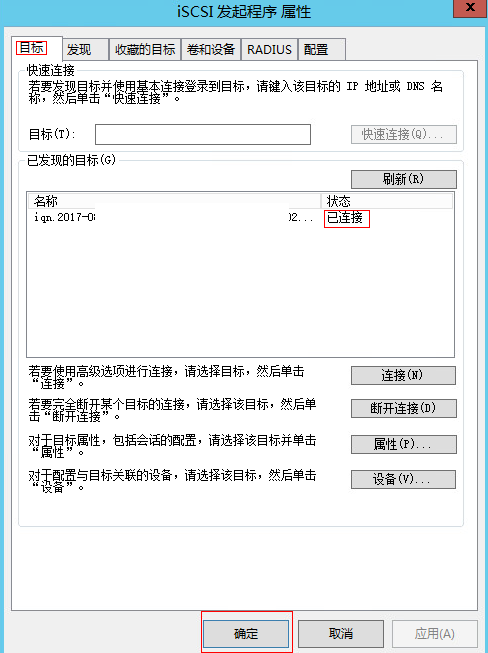 iSCSI 发起程序 属性
x
目标 发现 收藏的目标 卷和设备 RADIUS 配置
快速连接
若要发现目标并使用基本连接登录到目标，请键入该目标的 IP 地址或 DNS 名
称，然后单击“快速连接”。
目标(T): 快速连接(Q)...
已发现的目标(G)
刷新(R)
名称 状态
iqn.2017-0 02... 已连接
若要使用高级选项进行连接，请选择目标，然后单击
“连接”。
连接(N)
若要完全断开某个目标的连接，请选择该目标，然后单
击“断开连接”。
断开连接(D)
对于目标属性，包括会话的配置，请选择该目标并单击
“属性”。
属性(P)...
对于配置与目标关联的设备，请选择该目标，然后单击
“设备”。
设备(V)...
确定 取消 应用(A)